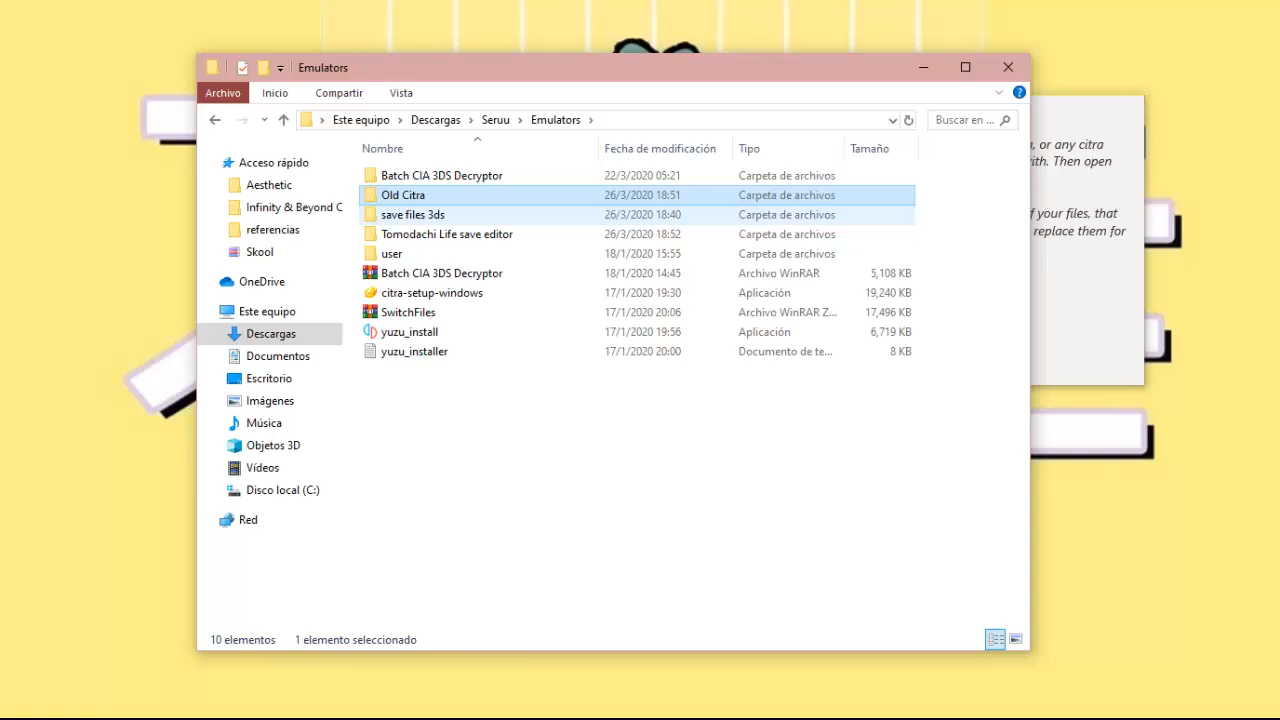 Emulators
Archivo Inicio Compartir Vista
Este equipo Descargas Seruu Emulators Buscar en ...
Nombre Fecha de modificación Tipo Tamaño
Acceso rápido
Aesthetic
Infinity & Beyond C
referencias
Skool
OneDrive
Este equipo
Descargas
Documentos
Escritorio
Imágenes
Música
Objetos 3D
Vídeos
Disco local (C:)
Red
Batch CIA 3DS Decryptor 22/3/2020 05:21 Carpeta de archivos
Old Citra 26/3/2020 18:51 Carpeta de archivos
save files 3ds 26/3/2020 18:40 Carpeta de archivos
Tomodachi Life save editor 26/3/2020 18:52 Carpeta de archivos
user 18/1/2020 15:55 Carpeta de archivos
Batch CIA 3DS Decryptor 18/1/2020 14:45 Archivo WinRAR 5,108 KB
citra-setup-windows 17/1/2020 19:30 Aplicación 19,240 KB
SwitchFiles 17/1/2020 20:06 Archivo WinRAR Z... 17,496 KB
yuzu_install 17/1/2020 19:56 Aplicación 6,719 KB
yuzu_installer 17/1/2020 20:00 Documento de te... 8 KB
10 elementos 1 elemento seleccionado
, or any citra
ith. Then open
f your files, that
replace them for